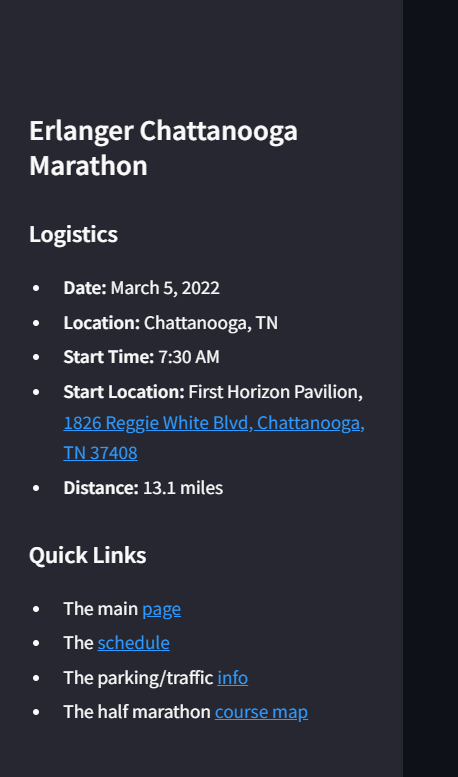 Erlanger Chattanooga
Marathon
Logistics
• Date: March 5, 2022
• Location: Chattanooga, TN
• Start Time: 7:30 AM
• Start Location: First Horizon Pavilion,
1826 Reggie White Blvd, Chattanooga,
TN 37408
• Distance: 13.1 miles
Quick Links
• The main page
• The schedule
• The parking/traffic info
• The half marathon course map